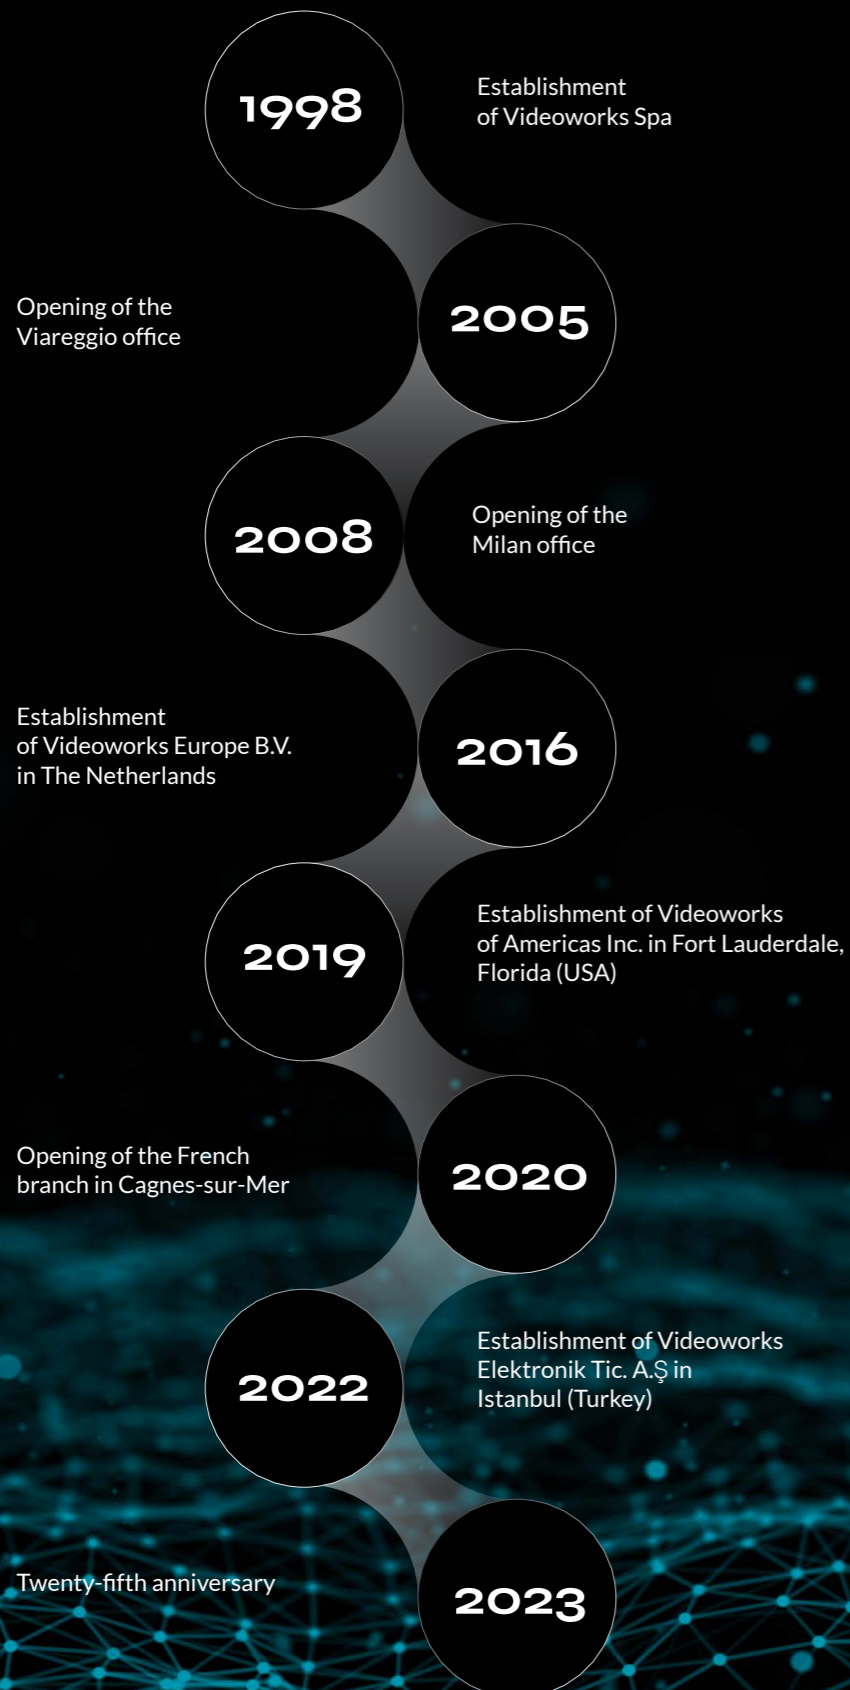 1998
Establishment
of Videoworks Spa
2005
Opening of the
Viareggio office
2008
Opening of the
Milan office
2016
Establishment
of Videoworks Europe B.V.
in The Netherlands
2019
Establishment of Videoworks
of Americas Inc. in Fort Lauderdale,
Florida (USA)
2020
Opening of the French
branch in Cagnes-sur-Mer
2022
Establishment of Videoworks
Elektronik Tic. A.Ş in
Istanbul (Turkey)
2023
Twenty-fifth anniversary